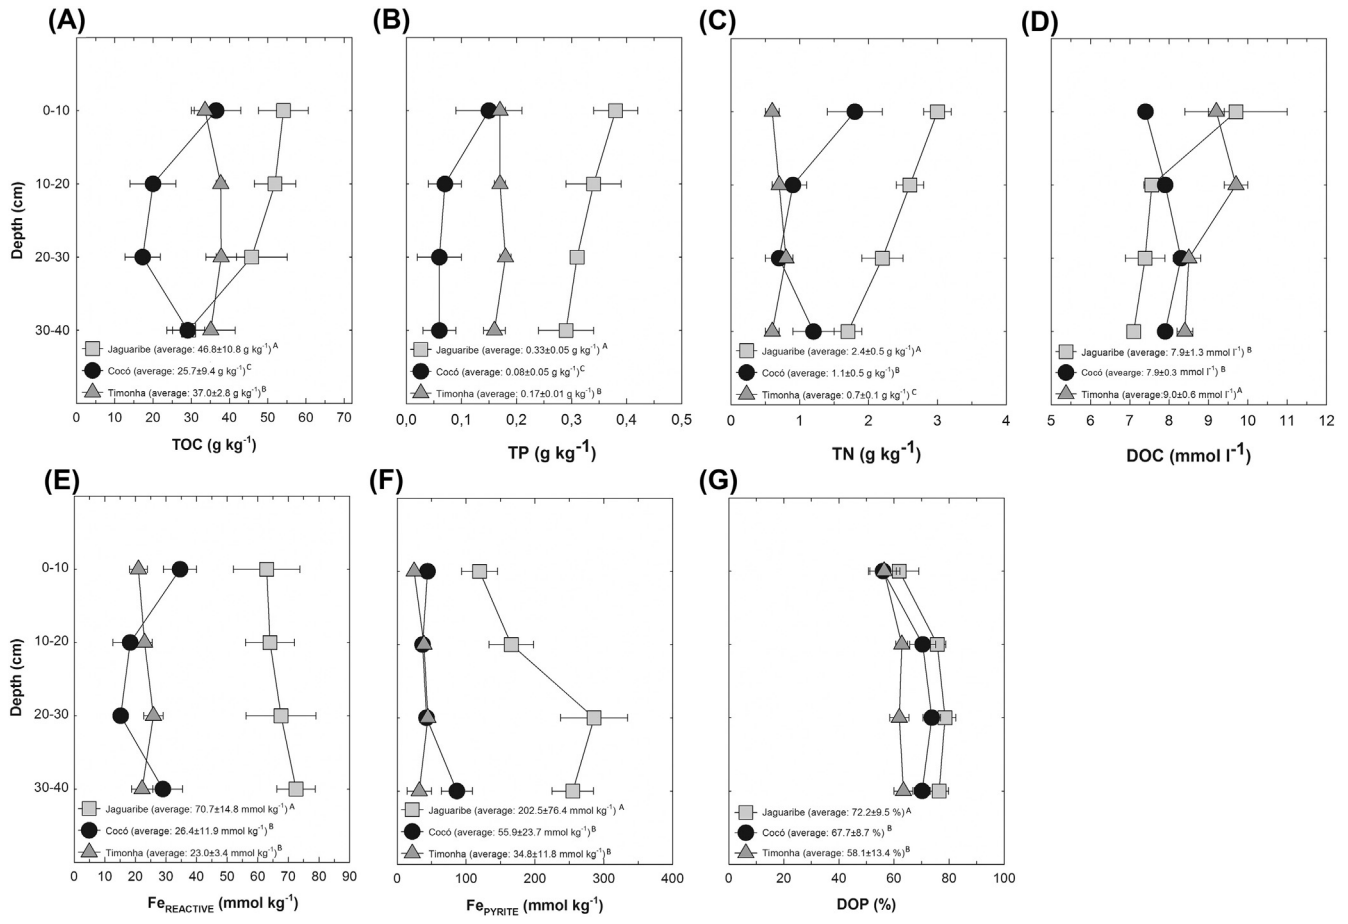 (A)
Depth (cm)
0-10
10-20
20-30
30-40
Jaguaribe (average: 46.8±10.8 g kg⁻¹) ᴬ
Cocó (average: 25.7±9.4 g kg⁻¹)ᶜ
Timonha (average: 37.0±2.8 g kg⁻¹)ᴮ
0 10 20 30 40 50 60 70
TOC (g kg⁻¹)
(B)
Jaguaribe (average: 0.33±0.05 g kg⁻¹) ᴬ
Cocó (average: 0.08±0.05 g kg⁻¹)ᶜ
Timonha (average: 0.17±0.01 g kg⁻¹) ᴮ
0,0 0,1 0,2 0,3 0,4 0,5
TP (g kg⁻¹)
(C)
Jaguaribe (average: 2.4±0.5 g kg⁻¹) ᴬ
Cocó (average: 1.1±0.5 g kg⁻¹)ᴮ
Timonha (average: 0.7±0.1 g kg⁻¹) ᶜ
0 1 2 3 4
TN (g kg⁻¹)
(D)
Jaguaribe (average: 7.9±1.3 mmol l⁻¹) ᴮ
Cocó (avearge: 7.9±0.3 mmol l⁻¹) ᴮ
Timonha (average:9.0±0.6 mmol l⁻¹)ᴬ
5 6 7 8 9 10 11 12
DOC (mmol l⁻¹)
(E)
Depth (cm)
0-10
10-20
20-30
30-40
Jaguaribe (average: 70.7±14.8 mmol kg⁻¹) ᴬ
Cocó (average: 26.4±11.9 mmol kg⁻¹) ᴮ
Timonha (average: 23.0±3.4 mmol kg⁻¹)ᴮ
0 10 20 30 40 50 60 70 80 90
Fe REACTIVE (mmol kg⁻¹)
(F)
Jaguaribe (average: 202.5±76.4 mmol kg⁻¹) ᴬ
Cocó (average: 55.9±23.7 mmol kg⁻¹) ᴮ
Timonha (average: 34.8±11.8 mmol kg⁻¹) ᴮ
0 100 200 300 400
Fe PYRITE (mmol kg⁻¹)
(G)
Jaguaribe (average: 72.2±9.5 %) ᴬ
Cocó (average: 67.7±8.7 %) ᴮ
Timonha (average: 58.1±13.4 %)ᴮ
0 20 40 60 80 100
DOP (%)